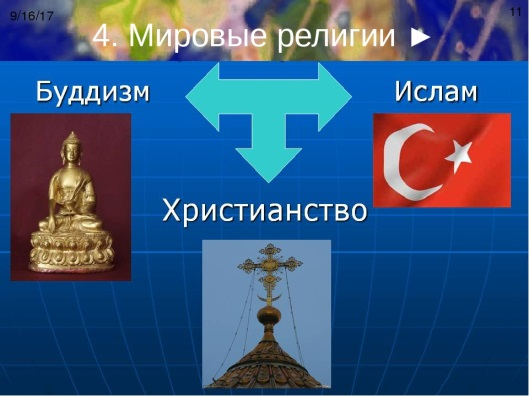 9/16/17
11
4. Мировые религии ►
Буддизм
Ислам
Христианство